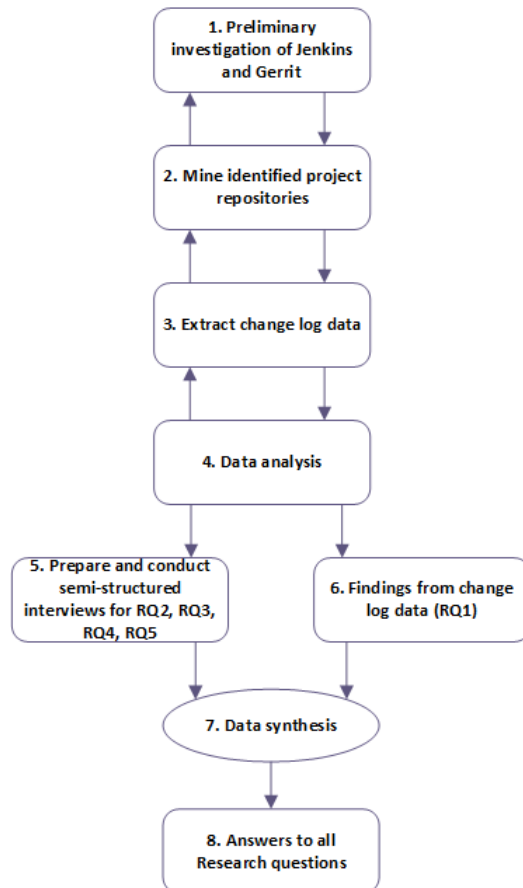 1. Preliminary
investigation of Jenkins
and Gerrit
2. Mine identified project
repositories
3. Extract change log data
4. Data analysis
5. Prepare and conduct
semi-structured
interviews for RQ2, RQ3,
RQ4, RQ5
6. Findings from change
log data (RQ1)
7. Data synthesis
8. Answers to all
Research questions